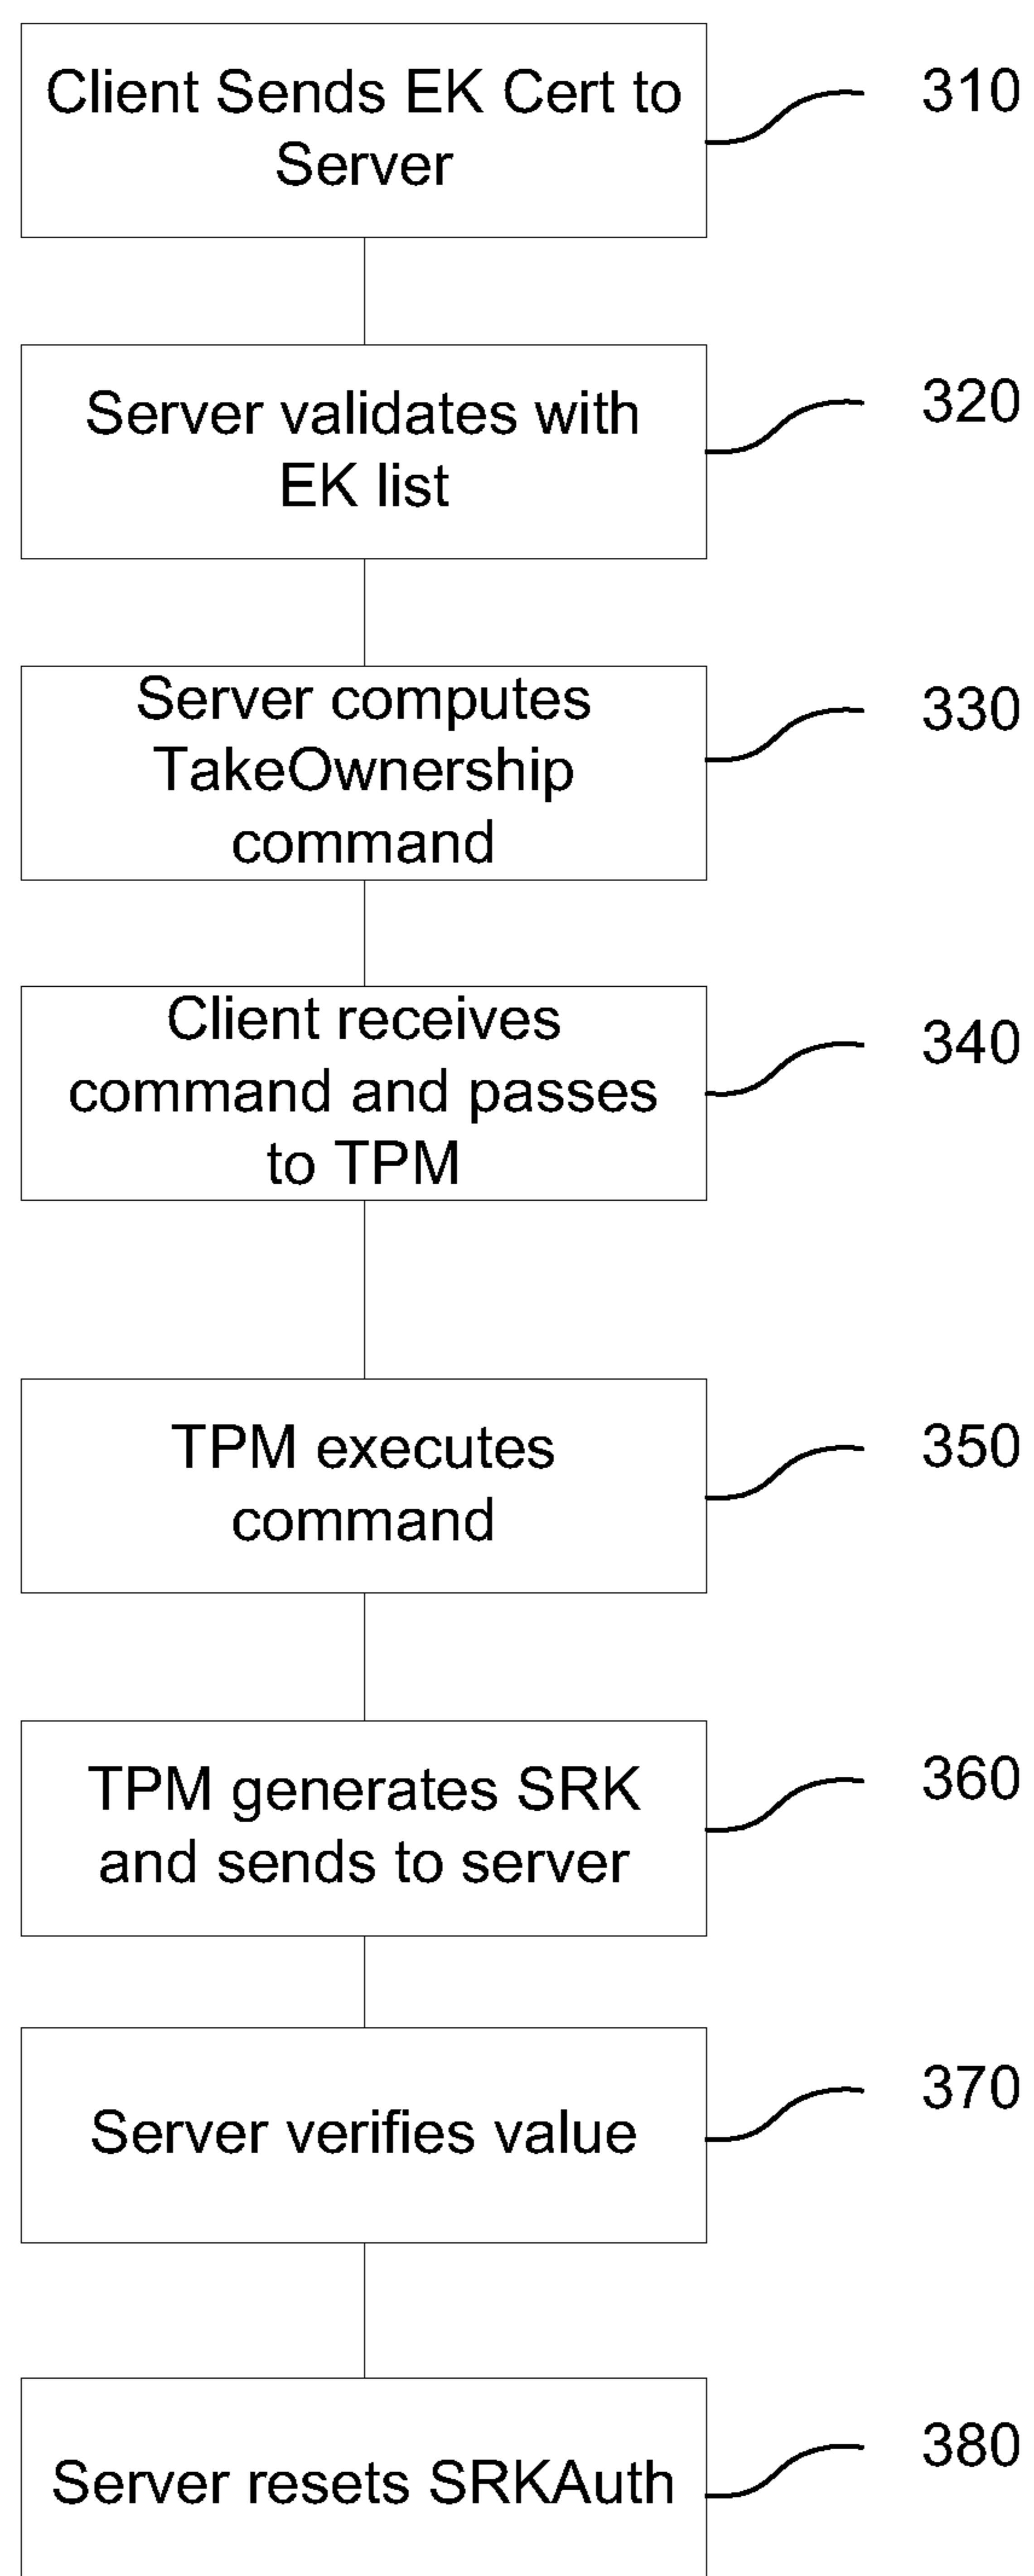 Client Sends EK Cert to
Server
310
Server validates with
EK list
320
Server computes
TakeOwnership
command
330
Client receives
command and passes
to TPM
340
TPM executes
command
350
TPM generates SRK
and sends to server
360
Server verifies value
370
Server resets SRKAuth
380